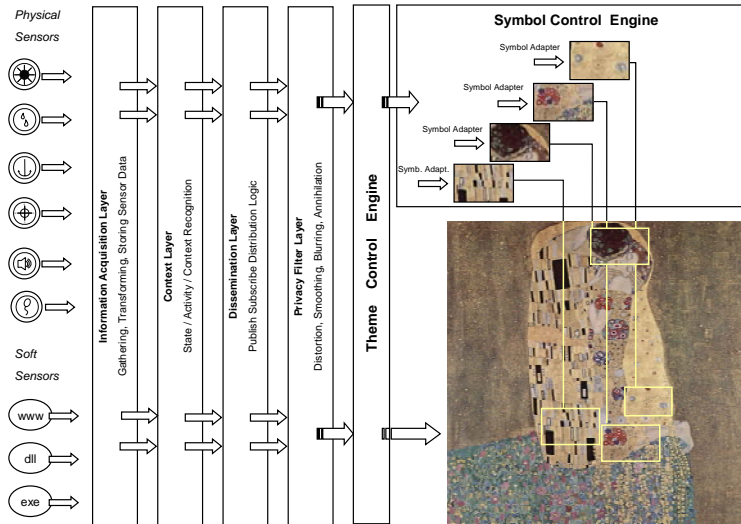 Physical
Sensors
Soft
Sensors
www
dll
exe
Information Acquisition Layer
Gathering, Transforming, Storing Sensor Data
Context Layer
State / Activity / Context Recognition
Dissemination Layer
Publish Subscribe Distribution Logic
Privacy Filter Layer
Distortion, Smoothing, Blurring, Annihilation
Theme Control Engine
Symbol Control Engine
Symbol Adapter
Symbol Adapter
Symbol Adapter
Symb. Adapt.